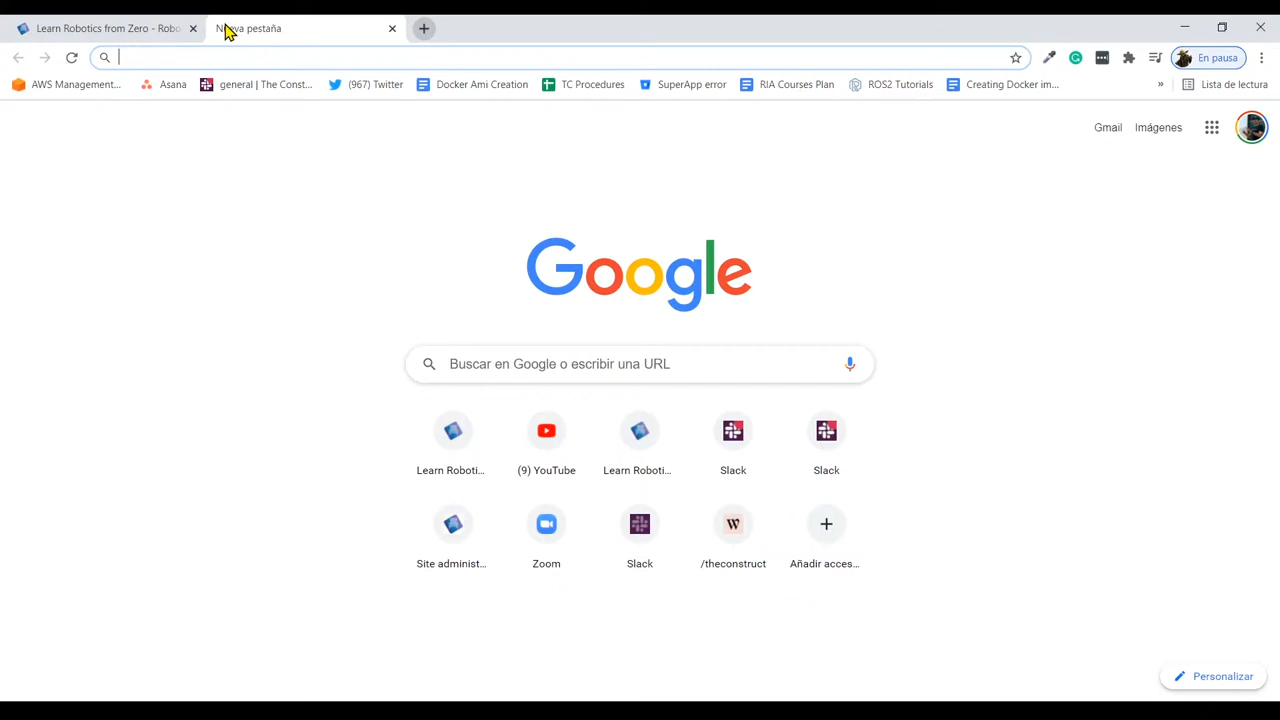 Learn Robotics from Zero - Robo
Nueva pestaña
En pausa
AWS Management...
Asana
general | The Const...
(967) Twitter
Docker Ami Creation
TC Procedures
SuperApp error
RIA Courses Plan
ROS2 Tutorials
Creating Docker im...
»
Lista de lectura
Gmail
Imágenes
Google
Buscar en Google o escribir una URL
Learn Roboti...
(9) YouTube
Learn Roboti...
Slack
Slack
Site administ...
Zoom
Slack
/theconstruct
Añadir acces...
Personalizar